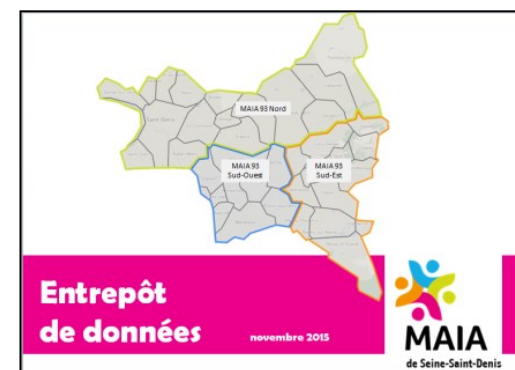 MAIA 93 Nord
MAIA 93
Sud-Ouest
MAIA 93
Sud-Est
Entrepôt
de données
novembre 2015
MAIA
de Seine-Saint-Denis